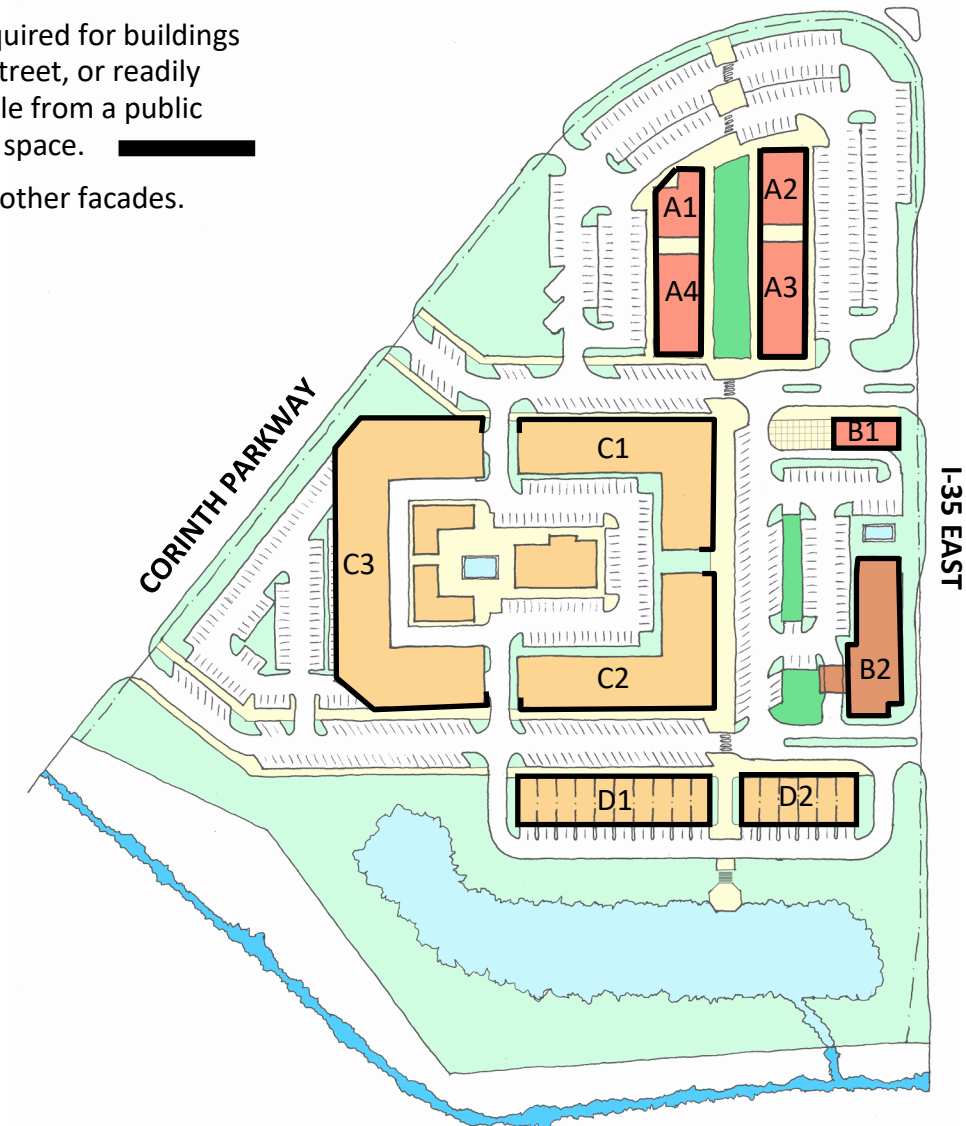 quired for buildings
treet, or readily
le from a public
space.
other facades.
A1
A2
A4
A3
B1
C1
I-35 EAST
CORINTH PARKWAY
C3
C2
B2
D1
D2